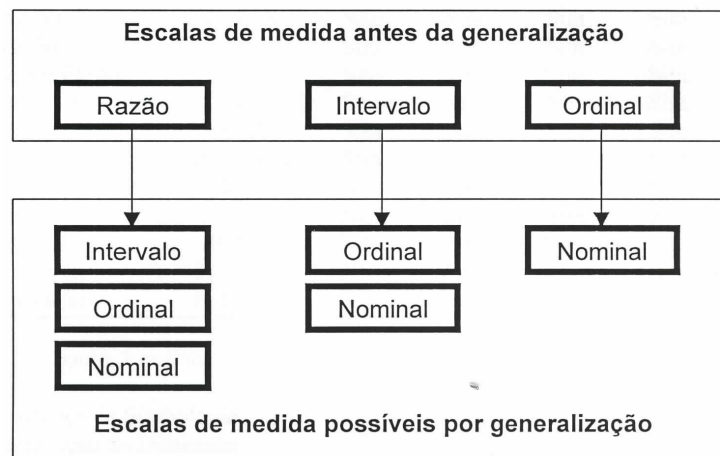 Escalas de medida antes da generalização
Razão Intervalo Ordinal
Intervalo Ordinal Nominal
Ordinal Nominal
Nominal
Escalas de medida possíveis por generalização